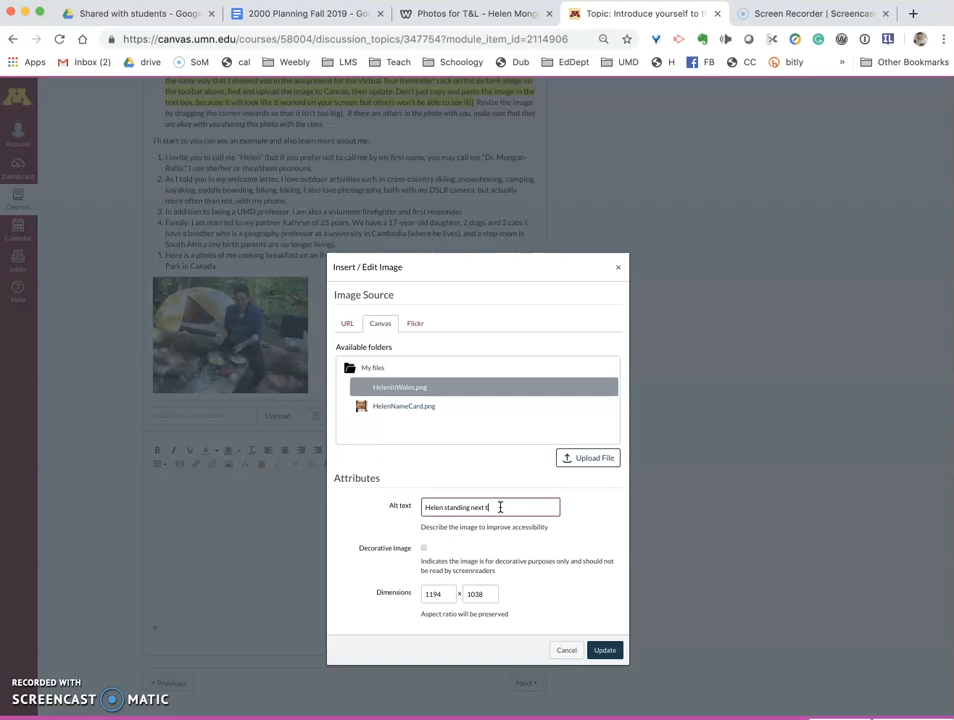 Shared with students - Google
2000 Planning Fall 2019 - Go
Photos for T&L - Helen Mong
Topic: Introduce yourself to th
Screen Recorder | Screencast
https://canvas.umn.edu/courses/58004/discussion_topics/347754?module_item_id=2114906
Apps Inbox (2) drive SoM cal Weebly LMS Teach Schoology Dub EdDept UMD H FB CC bitly » Other Bookmarks
the same way that I showed you in the assignment for the Virtual Tour (reminder: click on the picture image on
the toolbar above, find and upload the image to Canvas, then update. Don't just copy and paste the image in the
text box, because it will look like it worked on your screen, but others won't be able to see it) Resize the image
by dragging the corner inwards so that it isn't too big). If there are others in the photo with you, make sure that they
are okay with you sharing this photo with the class.
I'll start so you can see an example and also learn more about me:
1. I invite you to call me "Helen" (but if you prefer not to call me by my first name, you may call me "Dr. Mongan-
Rallis." I use she/her or they/them pronouns.
2. As I told you in my welcome letter, I love outdoor activities such as cross-country skiing, snowshoeing, camping,
kayaking, paddle boarding, biking, hiking, I also love photography, both with my DSLR camera, but actually
more often than not, with my phone.
3. In addition to being a UMD professor, I am also a volunteer firefighter and first responder.
4. Family: I am married to my partner Kathryn of 25 years. We have a 17-year-old daughter; 2 dogs, and 2 cats. I
have a brother who is a geography professor at a university in Cambodia (where he lives), and a step-mom in
South Africa (my birth parents are no longer living).
5. Here is a photo of me cooking breakfast on an
Park in Canada.
Account
Dashboard
Courses
Calendar
Inbox
Help
Unread
Insert / Edit Image
×
Image Source
URL
Canvas
Flickr
Available folders
My files
HeleninWales.png
HelenNameCard.png
Upload File
Attributes
Alt text
Helen standing next t
Describe the image to improve accessibility
Decorative Image
Indicates the image is for decorative purposes only and should not
be read by screenreaders
Dimensions
1194 x 1038
Aspect ratio will be preserved
Cancel
Update
Previous
Next
RECORDED WITH
SCREENCAST MATIC